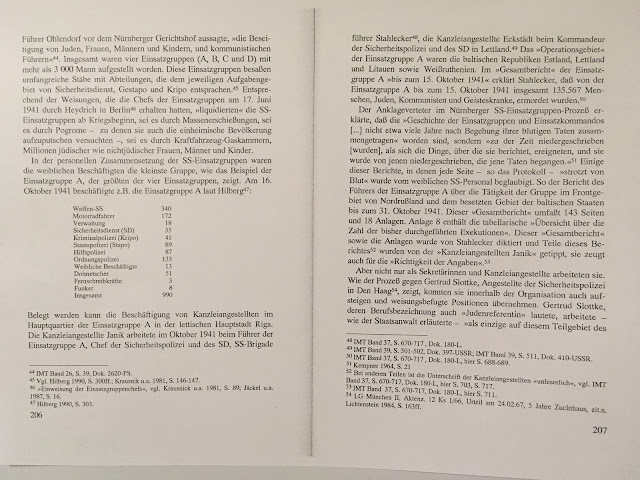 Führer Ohlendorf vor dem Nürnberger Gerichtshof aussagte, »die Besei-
tigung von Juden, Frauen, Männern und Kindern, und kommunistischen
Führern«44. Insgesamt waren vier Einsatzgruppen (A, B, C und D) mit
mehr als 3 000 Mann aufgestellt worden. Diese Einsatzgruppen besaßen
umfangreiche Stäbe mit Abteilungen, die dem jeweiligen Aufgabenge-
biet von Sicherheitsdienst, Gestapo und Kripo entsprachen.45 Entspre-
chend der Weisungen, die die Chefs der Einsatzgruppen am 17. Juni
1941 durch Heydrich in Berlin46 erhalten hatten, »liquidierten« die SS-
Einsatzgruppen ab Kriegsbeginn, sei es durch Massenerschießungen, sei
es durch Pogrome – zu denen sie auch die einheimische Bevölkerung
aufzuputschen versuchten –, sei es durch Kraftfahrzeug-Gaskammern,
Millionen jüdischer wie nichtjüdischer Frauen, Männer und Kinder.
In der personellen Zusammensetzung der SS-Einsatzgruppen waren
die weiblichen Beschäftigten die kleinste Gruppe, wie das Beispiel der
Einsatzgruppe A, der größten der vier Einsatzgruppen, zeigt. Am 16.
Oktober 1941 beschäftigte z.B. die Einsatzgruppe A laut Hilberg47:
Waffen-SS 340
Motorradfahrer 172
Verwaltung 18
Sicherheitsdienst (SD) 35
Kriminalpolizei (Kripo) 41
Staatspolizei (Stapo) 89
Hilfspolizei 87
Ordnungspolizei 133
Weibliche Beschäftigte 13
Dolmetscher 51
Fernschreibkräfte 3
Funker 8
Insgesamt 990
Belegt werden kann die Beschäftigung von Kanzleiangestellten im
Hauptquartier der Einsatzgruppe A in der lettischen Hauptstadt Riga.
Die Kanzleiangestellte Janik arbeitete im Oktober 1941 beim Führer der
Einsatzgruppe A, Chef der Sicherheitspolizei und des SD, SS-Brigade
44 IMT Band 26, S. 39, Dok. 2620-PS.
45 Vgl. Hilberg 1990, S. 300ff.; Krausnik u.a. 1981, S. 146-147.
46 »Einweisung der Einsatzgruppenchefs«, vgl. Krausnick u.a. 1981, S. 89; Jäckel u.a.
1987, S. 16.
47 Hilberg 1990, S. 303.
206
führer Stahlecker48, die Kanzleiangestellte Eckstädt beim Kommandeur
der Sicherheitspolizei und des SD in Lettland.49 Das »Operationsgebiet«
der Einsatzgruppe A waren die baltischen Republiken Estland, Lettland
und Litauen sowie Weißruthenien. Im »Gesamtbericht« der Einsatz-
gruppe A »bis zum 15. Oktober 1941« erklärt Stahlecker, daß von der
Einsatzgruppe A bis zum 15. Oktober 1941 insgesamt 135,567 Men-
schen, Juden, Kommunisten und Geisteskranke, ermordet wurden.50
Der Anklagevertreter im Nürnberger SS-Einsatzgruppen-Prozeß er-
klärte, daß die »Geschichte der Einsatzgruppen und Einsatzkommandos
[...] nicht etwa viele Jahre nach Begehung ihrer blutigen Taten zusam-
mengetragen« worden sind, sondern »zu der Zeit niedergeschrieben
[wurden], als sich die Dinge, über die sie berichtet, ereigneten, und sie
wurde von jenen niedergeschrieben, die jene Taten begangen.«51 Einige
dieser Berichte, in denen jede Seite – so das Protokoll – »strotzt von
Blut« wurde vom weiblichen SS-Personal beglaubigt. So der Bericht des
Führers der Einsatzgruppe A über die Tätigkeit der Gruppe im Frontge-
biet von Nordrußland und dem besetzten Gebiet der baltischen Staaten
bis zum 31. Oktober 1941. Dieser »Gesamtbericht« umfaßt 143 Seiten
und 18 Anlagen. Anlage 8 enthält die tabellarische »Übersicht über die
Zahl der bisher durchgeführten Exekutionen«. Dieser »Gesamtbericht«
sowie die Anlagen wurde von Stahlecker diktiert und Teile dieses Be-
richtes52 wurden von der »Kanzleiangestellten Janik« getippt, sie zeugt
auch für die »Richtigkeit der Angaben«.53
Aber nicht nur als Sekretärinnen und Kanzleiangestellte arbeiteten sie.
Wie der Prozeß gegen Gertrud Slottke, Angestellte der Sicherheitspolizei
in Den Haag54, zeigt, konnten sie innerhalb der Organisation auch auf-
steigen und weisungsbefugte Positionen übernehmen. Gertrud Slottke,
deren Berufsbezeichnung auch »Judenreferentin« lautete, arbeitete –
wie der Staatsanwalt erläuterte – »als einzige auf diesem Teilgebiet des
48 IMT Band 37, S. 670-717, Dok. 180-L.
49 IMT Band 39, S. 501-502, Dok. 397-USSR; IMT Band 39, S. 511, Dok. 410-USSR.
50 IMT Band 37, S. 670-717, Dok. 180-L, hier S. 688-689.
51 Kempner 1964, S. 21
52 Bei anderen Teilen ist die Unterschrift der Kanzleiangestellten »unleserlich«, vgl. IMT
Band 37, S. 670-717, Dok. 180-L, hier S. 703, S. 717.
53 IMT Band 37, S. 670-717, Dok. 180-L, hier S. 711.
54 LG München II, Aktenz. 12 Ks 1/66. Urteil am 24.02.67, 5 Jahre Zuchthaus, zit.n.
Lichtenstein 1984, S. 163ff.
207